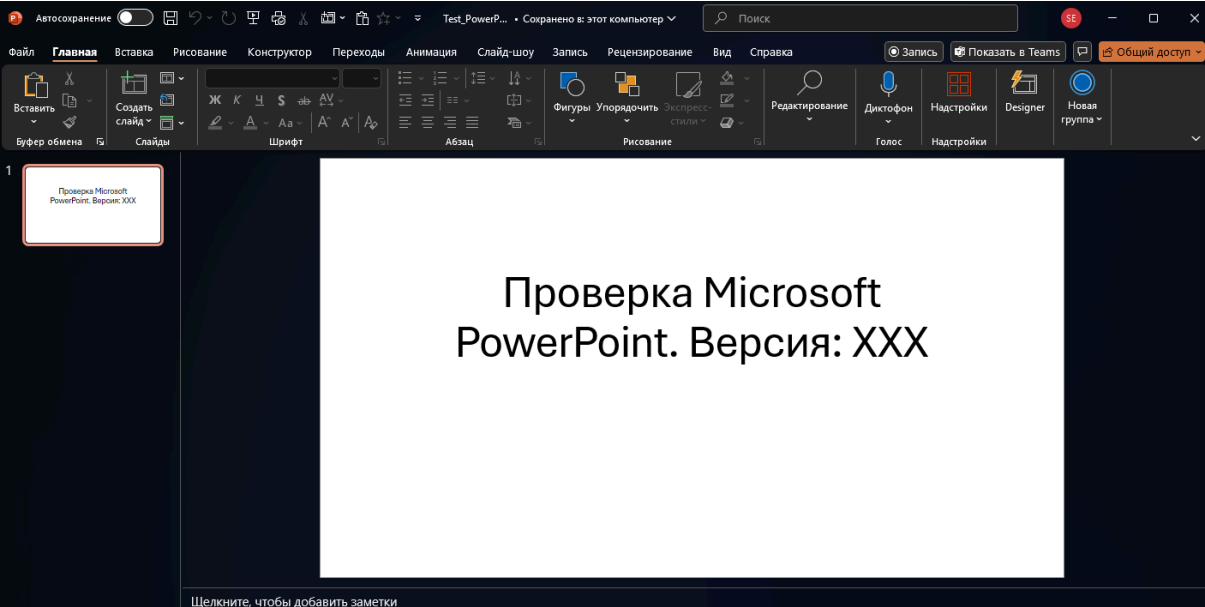 Автосохранение Test_PowerP... • Сохранено в: этот компьютер Поиск SE
Файл Главная Вставка Рисование Конструктор Переходы Анимация Слайд-шоу Запись Рецензирование Вид Справка Запись Показать в Teams Общий доступ
Вставить Создать слайд Ж К Ч S ab AV Aa A A A Фигуры Упорядочить Экспресс-стили Редактирование Диктофон Надстройки Designer Новая группа
Буфер обмена Слайды Шрифт Абзац Рисование Голос Надстройки
1
Проверка Microsoft
PowerPoint. Версия: XXX
Проверка Microsoft
PowerPoint. Версия: XXX
Щелкните, чтобы добавить заметки